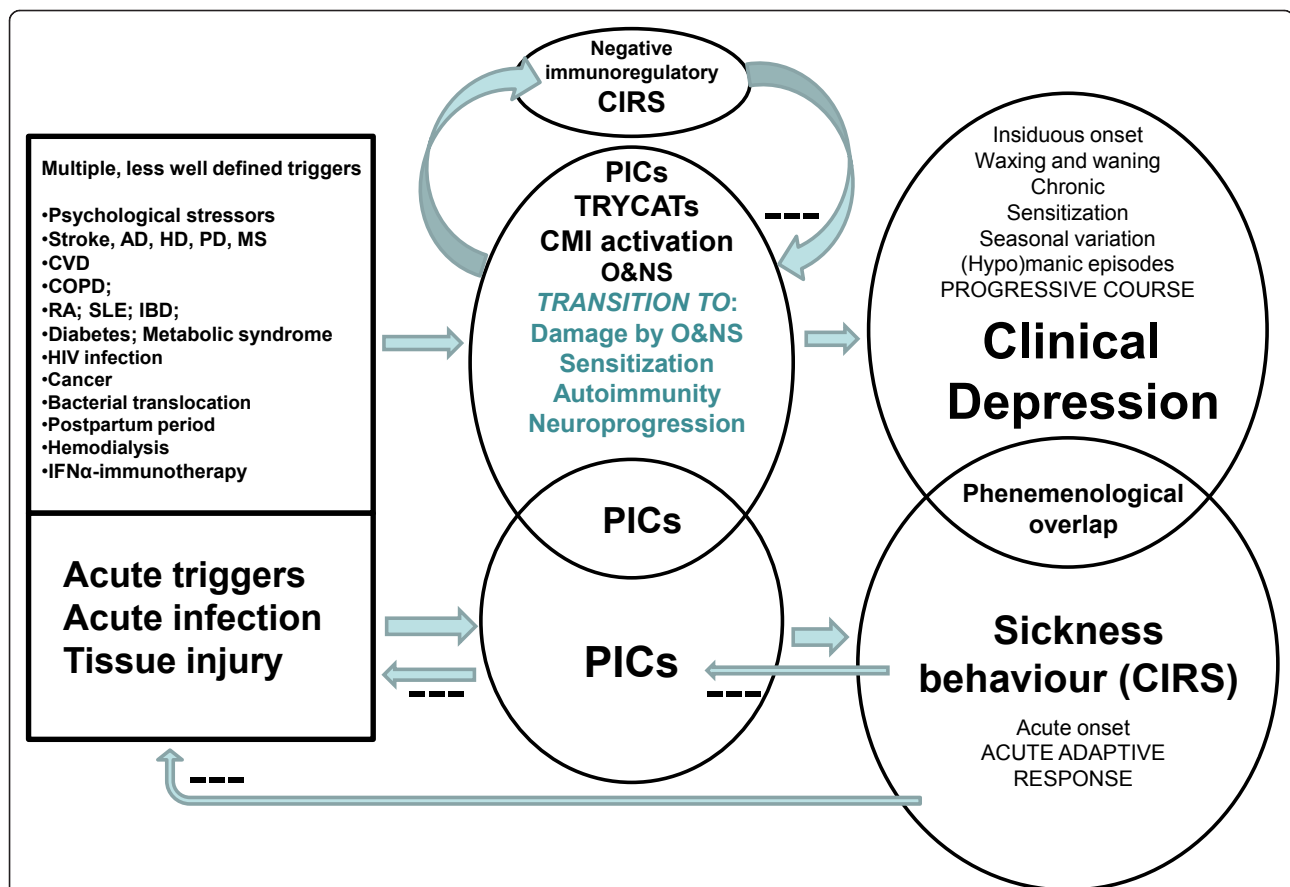 Negative
immunoregulatory
CIRS
Multiple, less well defined triggers
•Psychological stressors
•Stroke, AD, HD, PD, MS
•CVD
•COPD;
•RA; SLE; IBD;
•Diabetes; Metabolic syndrome
•HIV infection
•Cancer
•Bacterial translocation
•Postpartum period
•Hemodialysis
•IFNα-immunotherapy
Acute triggers
Acute infection
Tissue injury
PICs
TRYCATs
CMI activation
O&NS
TRANSITION TO:
Damage by O&NS
Sensitization
Autoimmunity
Neuroprogression
PICs
PICs
Insiduous onset
Waxing and waning
Chronic
Sensitization
Seasonal variation
(Hypo)manic episodes
PROGRESSIVE COURSE
Clinical
Depression
Phenemenological
overlap
Sickness
behaviour (CIRS)
Acute onset
ACUTE ADAPTIVE
RESPONSE
---
---
---
---